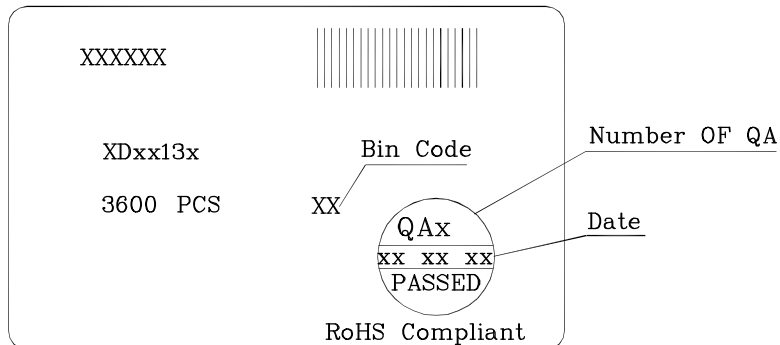 XXXXXX
Number OF QA
XDxx13x
Bin Code
3600 PCS
XX
QAx
Date
xx xx xx
PASSED
RoHS Compliant